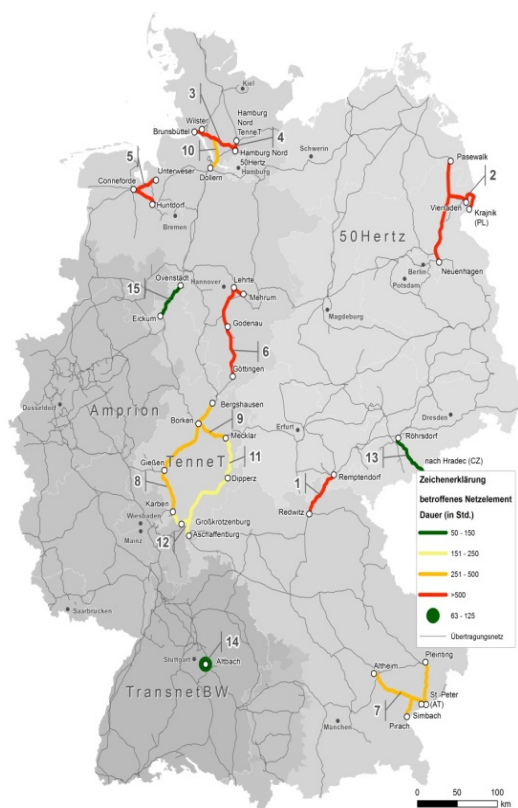 Kiel
3
Hamburg
Nord
TenneT
Wilster
Brunsbüttel
4
10
Hamburg Nord
50Hertz
Dollern
Hamburg
Schwerin
5
Unterweser
Conneforde
Huntdorf
Bremen
Pasewalk
2
Vierraden
Krajnik
(PL)
50Hertz
Neuenhagen
Berlin
Potsdam
Ovenstädt
15
Hannover
Lehrte
Mehrum
Eickum
Godenau
Magdeburg
6
Göttingen
Düsseldorf
Amprion
Bergshausen
Borken
9
Mecklar
Erfurt
Dresden
Röhrsdorf
13
nach Hradec (CZ)
TenneT
Gießen
11
8
Dipperz
1
Remptendorf
Redwitz
Karben
Wiesbaden
Mainz
Großkrotzenburg
12
Aschaffenburg
Zeichenerklärung
betroffenes Netzelement
Dauer (in Std.)
50 - 150
151 - 250
251 - 500
>500
63 - 125
Übertragungsnetz
Saarbrücken
14
Stuttgart
Altbach
TransnetBW
Pleinting
Altheim
St. Peter
(AT)
7
Simbach
Pirach
München
0
50
100
km